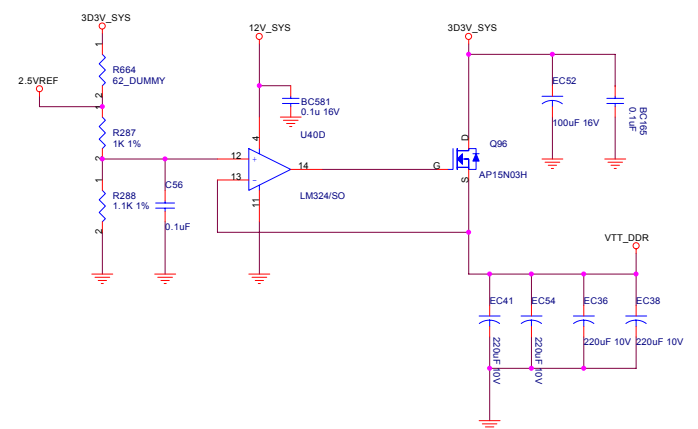 3D3V_SYS
12V_SYS
3D3V_SYS
1
R664
62_DUMMY
2
2.5VREF
1
R287
1K 1%
2
1
R288
1.1K 1%
2
C56
0.1uF
BC581
0.1u 16V
U40D
4
12
+
13
-
14
11
LM324/SO
D
G
S
Q96
AP15N03H
EC52
100uF 16V
BC165
0.1uF
VTT_DDR
EC41
220uF 10V
EC54
220uF 10V
EC36
220uF 10V
EC38
220uF 10V